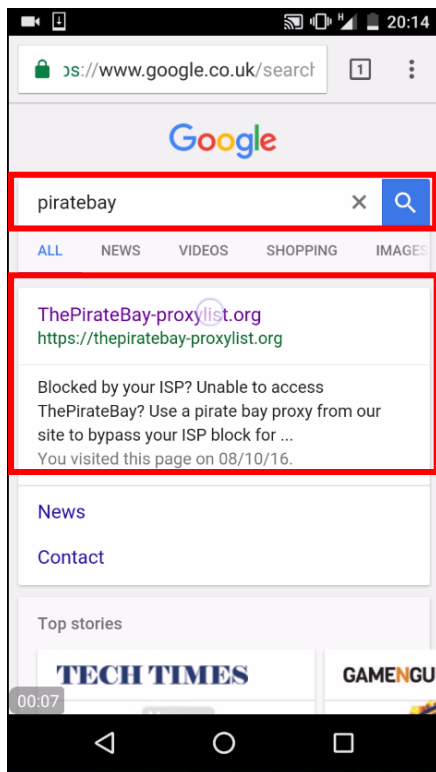 H 20:14
ps://www.google.co.uk/search 1
Google
piratebay
ALL NEWS VIDEOS SHOPPING IMAGES
ThePirateBay-proxylist.org
https://thepiratebay-proxylist.org
Blocked by your ISP? Unable to access
ThePirateBay? Use a pirate bay proxy from our
site to bypass your ISP block for ...
You visited this page on 08/10/16.
News
Contact
Top stories
TECH TIMES GAMENGU
00:07